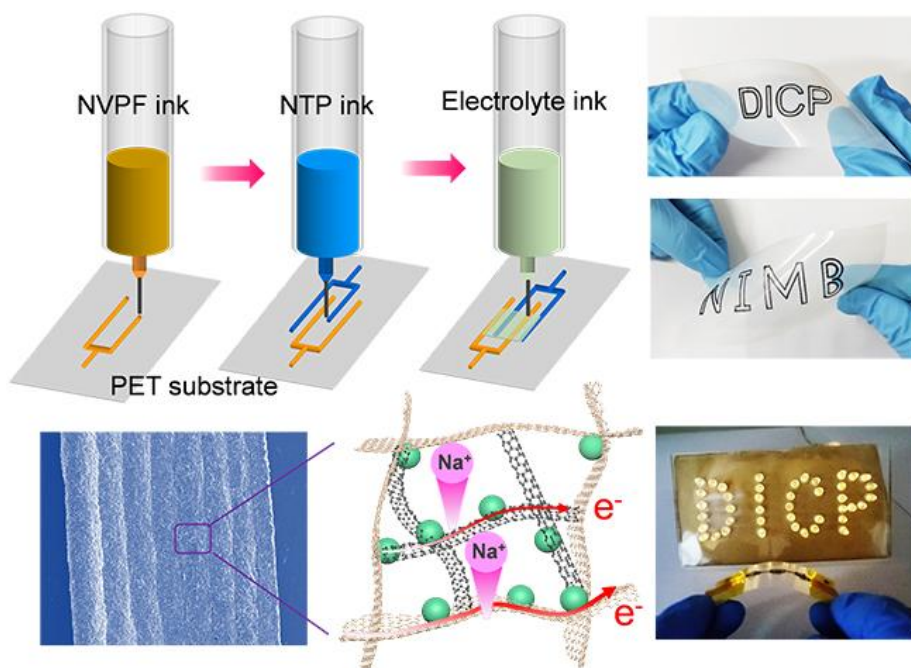 NVPF ink
NTP ink
Electrolyte ink
PET substrate
DICP
NIMB
Na⁺
e⁻
Na⁺
e⁻
DICP